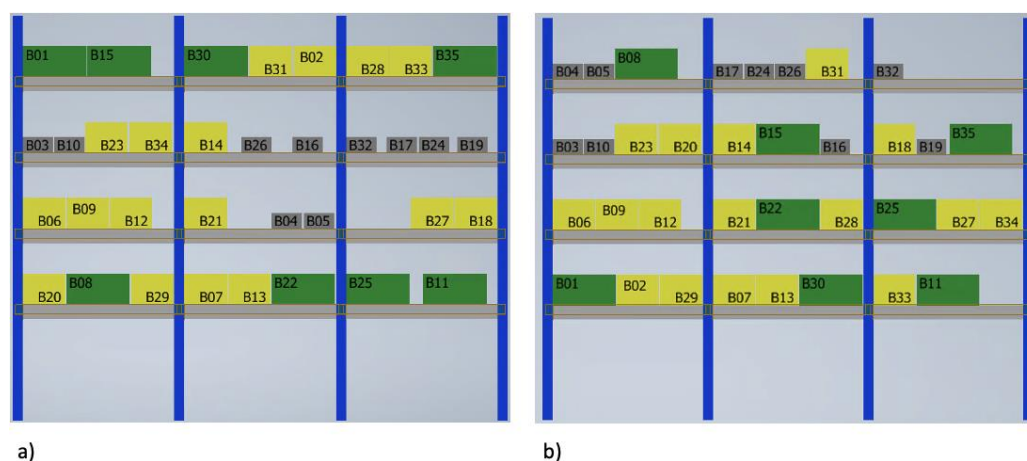 B01 B15 B30 B31 B02 B28 B33 B35
B03 B10 B23 B34 B14 B26 B16 B32 B17 B24 B19
B06 B09 B12 B21 B04 B05 B27 B18
B20 B08 B29 B07 B13 B22 B25 B11
a)
B04 B05 B08 B17 B24 B26 B31 B32
B03 B10 B23 B20 B14 B15 B16 B18 B19 B35
B06 B09 B12 B21 B22 B28 B25 B27 B34
B01 B02 B29 B07 B13 B30 B33 B11
b)